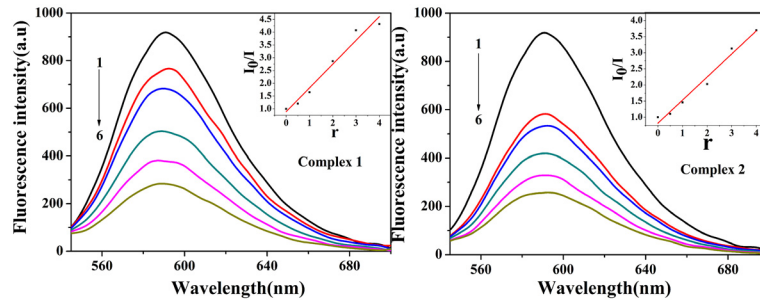 1000
800
600
400
200
0
Fluorescence intensity(a.u)
1
6
I0/I
4.5
4.0
3.5
3.0
2.5
2.0
1.5
1.0
0 1 2 3 4
r
Complex 1
560 600 640 680
Wavelength(nm)
1000
800
600
400
200
0
Fluorescence intensity(a.u)
1
6
I0/I
4.0
3.5
3.0
2.5
2.0
1.5
1.0
0 1 2 3 4
r
Complex 2
560 600 640 680
Wavelength(nm)